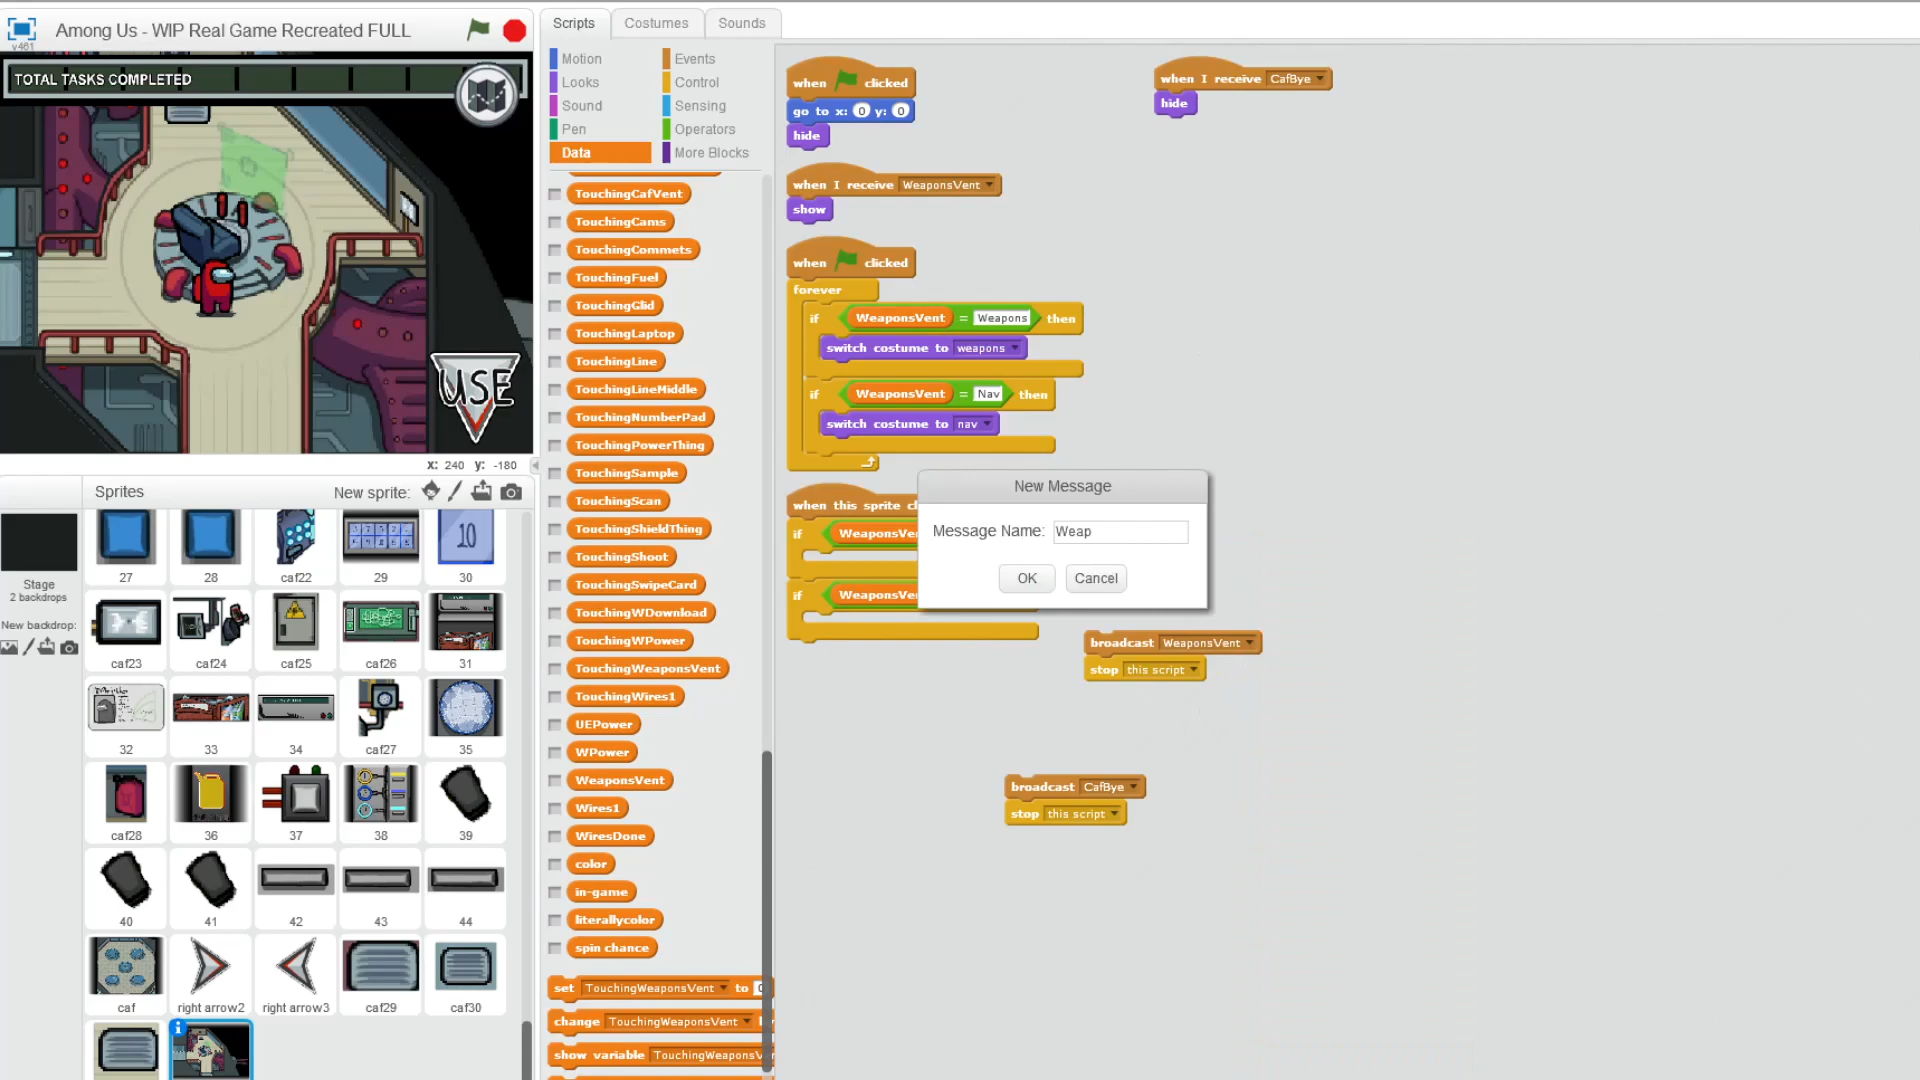 Among Us - WIP Real Game Recreated FULL
v461
TOTAL TASKS COMPLETED
USE
x: 240 y: -180
Sprites
New sprite:
Stage
2 backdrops
New backdrop:
27
28
caf22
29
10
30
caf23
caf24
caf25
caf26
31
32
33
34
caf27
35
caf28
36
37
38
39
40
41
42
43
44
caf
right arrow2
right arrow3
caf29
caf30
Scripts
Costumes
Sounds
Motion
Looks
Sound
Pen
Data
Events
Control
Sensing
Operators
More Blocks
TouchingCafVent
TouchingCams
TouchingCommets
TouchingFuel
TouchingGlid
TouchingLaptop
TouchingLine
TouchingLineMiddle
TouchingNumberPad
TouchingPowerThing
TouchingSample
TouchingScan
TouchingShieldThing
TouchingShoot
TouchingSwipeCard
TouchingWDownload
TouchingWPower
TouchingWeaponsVent
TouchingWires1
UEPower
WPower
WeaponsVent
Wires1
WiresDone
color
in-game
literallycolor
spin chance
set TouchingWeaponsVent to
change TouchingWeaponsVent
show variable TouchingWeaponsV
when clicked
go to x: 0 y: 0
hide
when I receive WeaponsVent
show
when clicked
forever
if WeaponsVent = Weapons then
switch costume to weapons
if WeaponsVent = Nav then
switch costume to nav
when this sprite cl
if WeaponsVen
if WeaponsVen
when I receive CafBye
hide
New Message
Message Name: Weap
OK
Cancel
broadcast WeaponsVent
stop this script
broadcast CafBye
stop this script